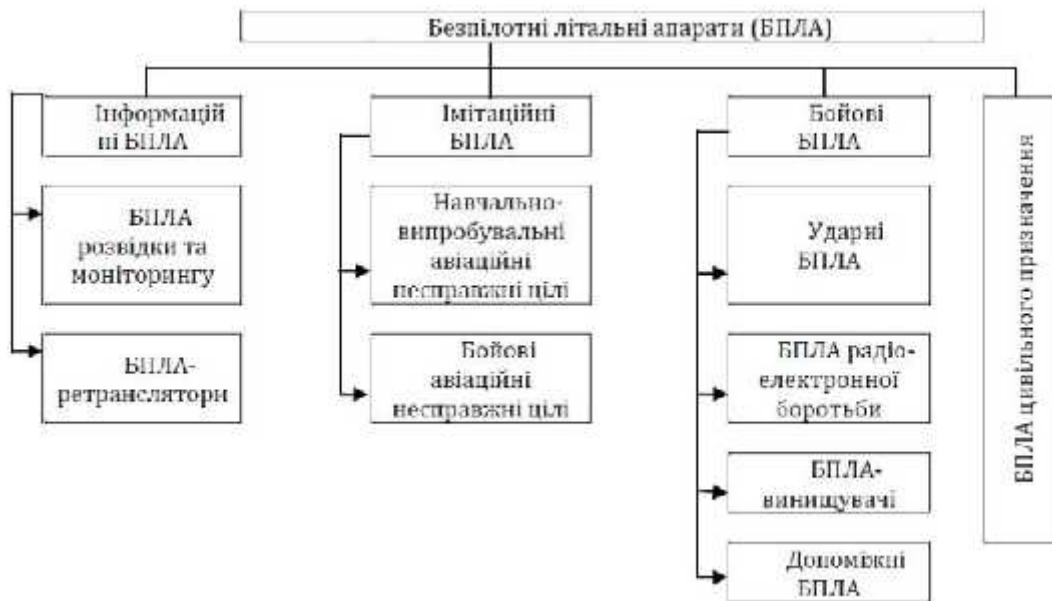 Безпілотні літальні апарати (БПЛА)
Інформацій
ні БПЛА
БПЛА
розвідки та
моніторингу
БПЛА-
ретранслятори
Імітаційні
БПЛА
Навчально-
випробувальні
авіаційні
несправжні цілі
Бойові
авіаційні
несправжні цілі
Бойові
БПЛА
Ударні
БПЛА
БПЛА радіо-
електронної
боротьби
БПЛА-
винищувачі
Допоміжні
БПЛА
БПЛА цивільного призначення